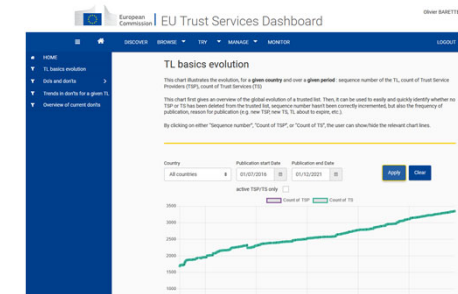 Olivier BARETTE
European
Commission
EU Trust Services Dashboard
DISCOVER BROWSE TRY MANAGE MONITOR LOGOUT
HOME
TL basics evolution
Do's and don'ts
Trends in don'ts for a given TL
Overview of current don'ts
TL basics evolution
This chart illustrates the evolution, for a given country and over a given period : sequence number of the TL, count of Trust Service
Providers (TSP), count of Trust Services (TS)
This chart first gives an overview of the global evolution of a trusted list. Then, it can be used to easily and quickly identify whether no
TSP or TS has been deleted from the trusted list, sequence number hasn't been correctly incremented, but also the frequency of
publication, reason for publication (e.g. new TSP, new TS, TL about to expire, etc.)
By clicking on either "Sequence number", "Count of TSP", or "Count of TS", the user can show/hide the relevant chart lines.
Country Publication start Date Publication end Date
All countries 01/07/2016 01/12/2021 Apply Clear
active TSP/TS only
Count of TSP Count of TS
3500
3000
2500
2000
1500
1000